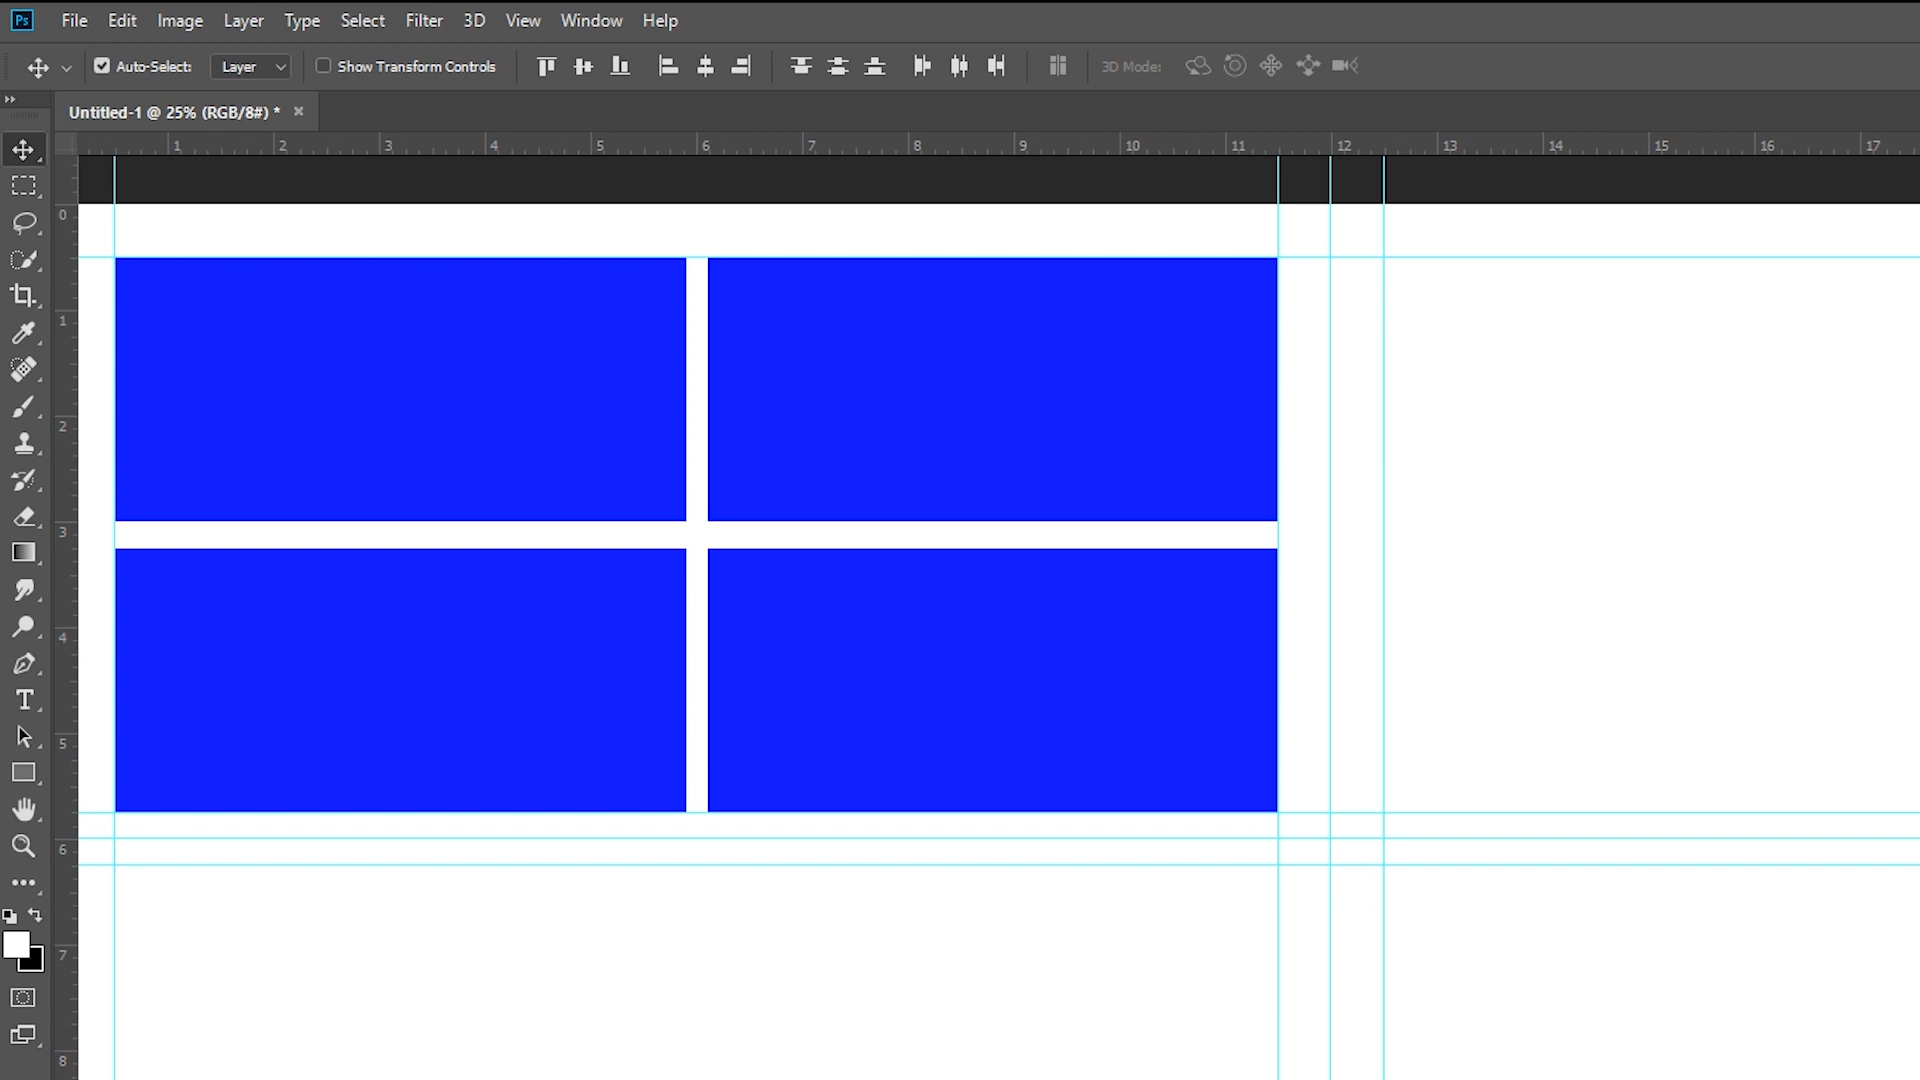 Ps File Edit Image Layer Type Select Filter 3D View Window Help
Auto-Select: Layer Show Transform Controls 3D Mode:
Untitled-1 @ 25% (RGB/8#) * ×
1 2 3 4 5 6 7 8 9 10 11 12 13 14 15 16 17
0
1
2
3
4
5
6
7
8